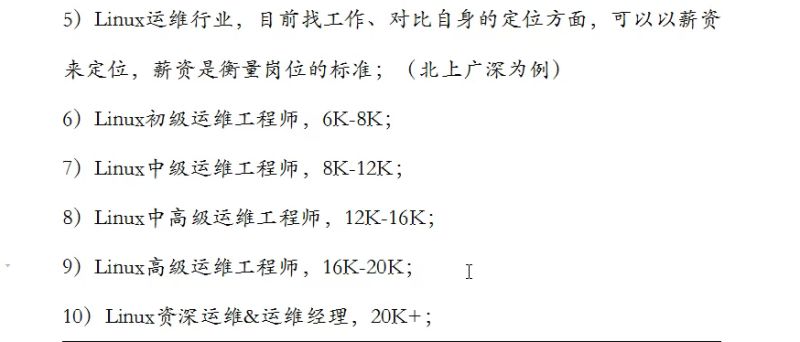 5）Linux运维行业，目前找工作、对比自身的定位方面，可以以薪资
来定位，薪资是衡量岗位的标准；（北上广深为例）
6）Linux初级运维工程师，6K-8K；
7）Linux中级运维工程师，8K-12K；
8）Linux中高级运维工程师，12K-16K；
9）Linux高级运维工程师，16K-20K；
10）Linux资深运维&运维经理，20K+；